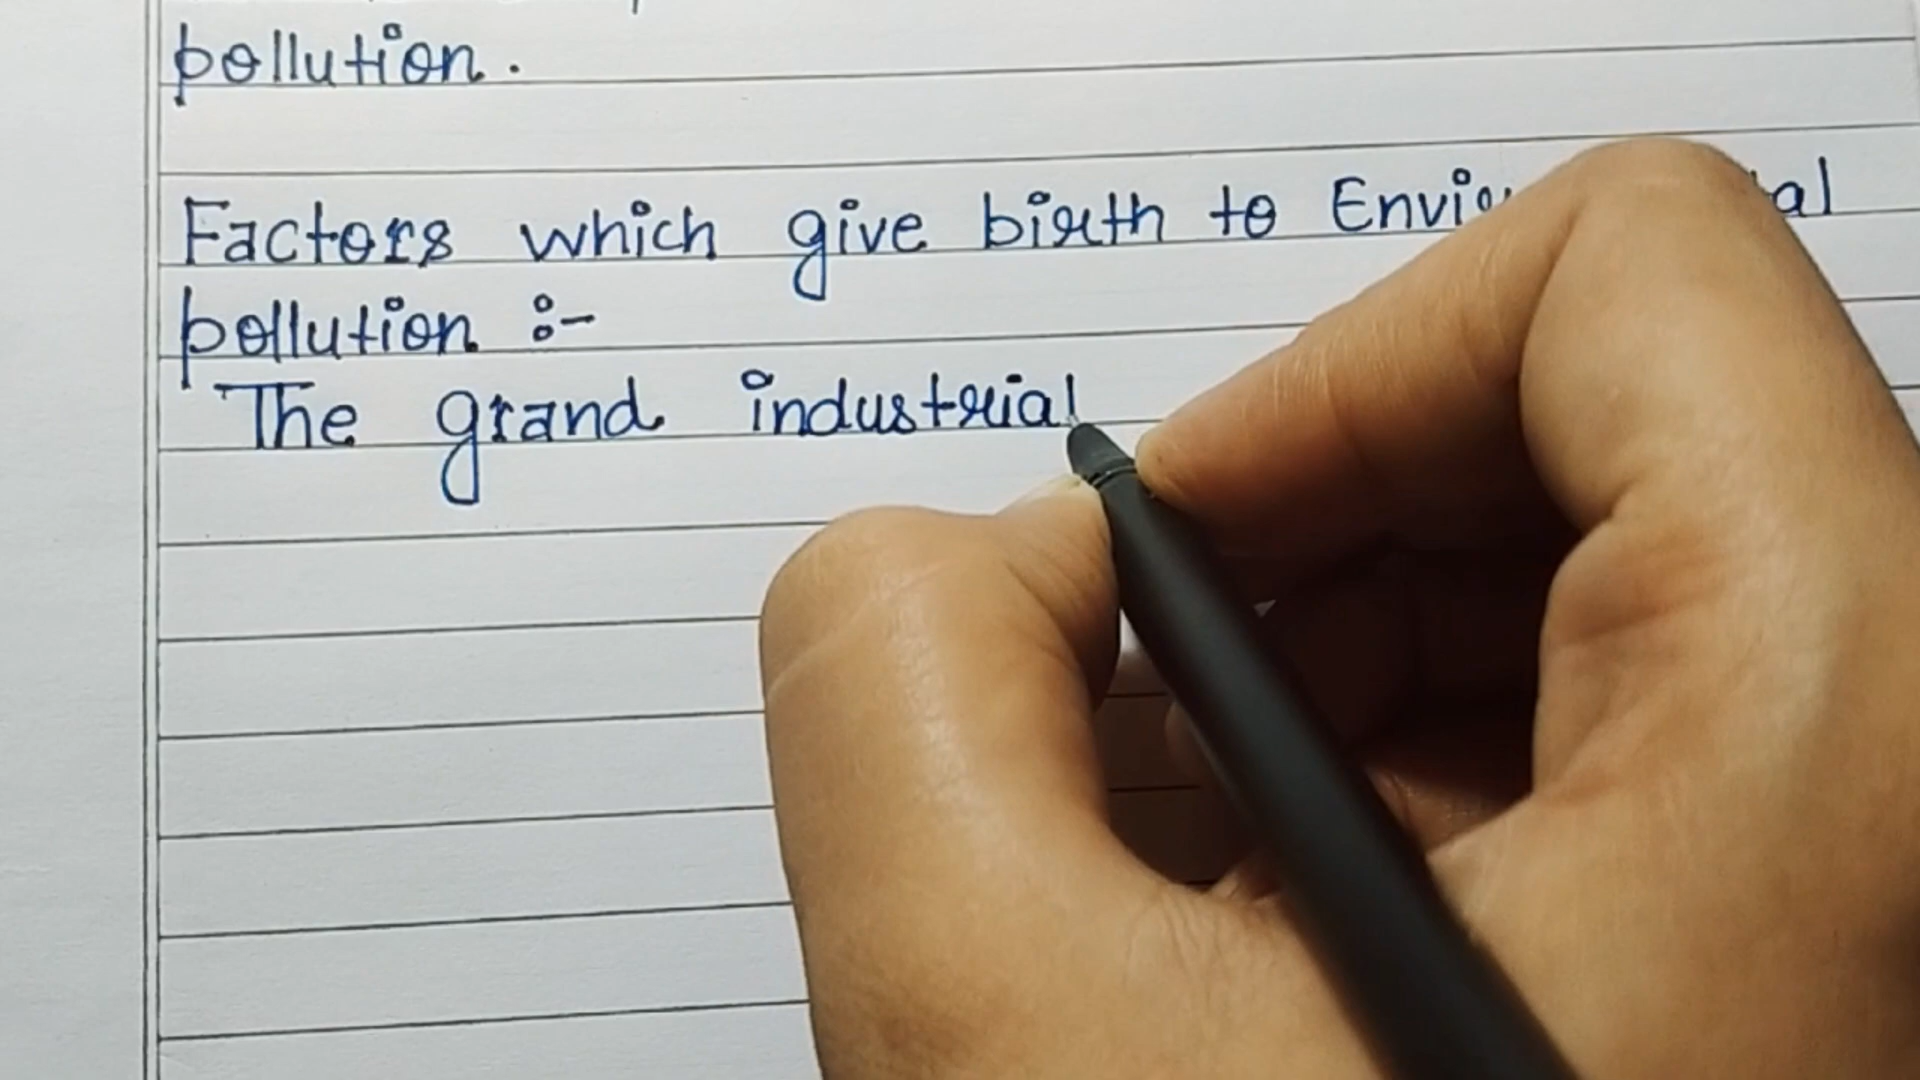 pollution.
Factors which give birth to
pollution :-
The grand industrial